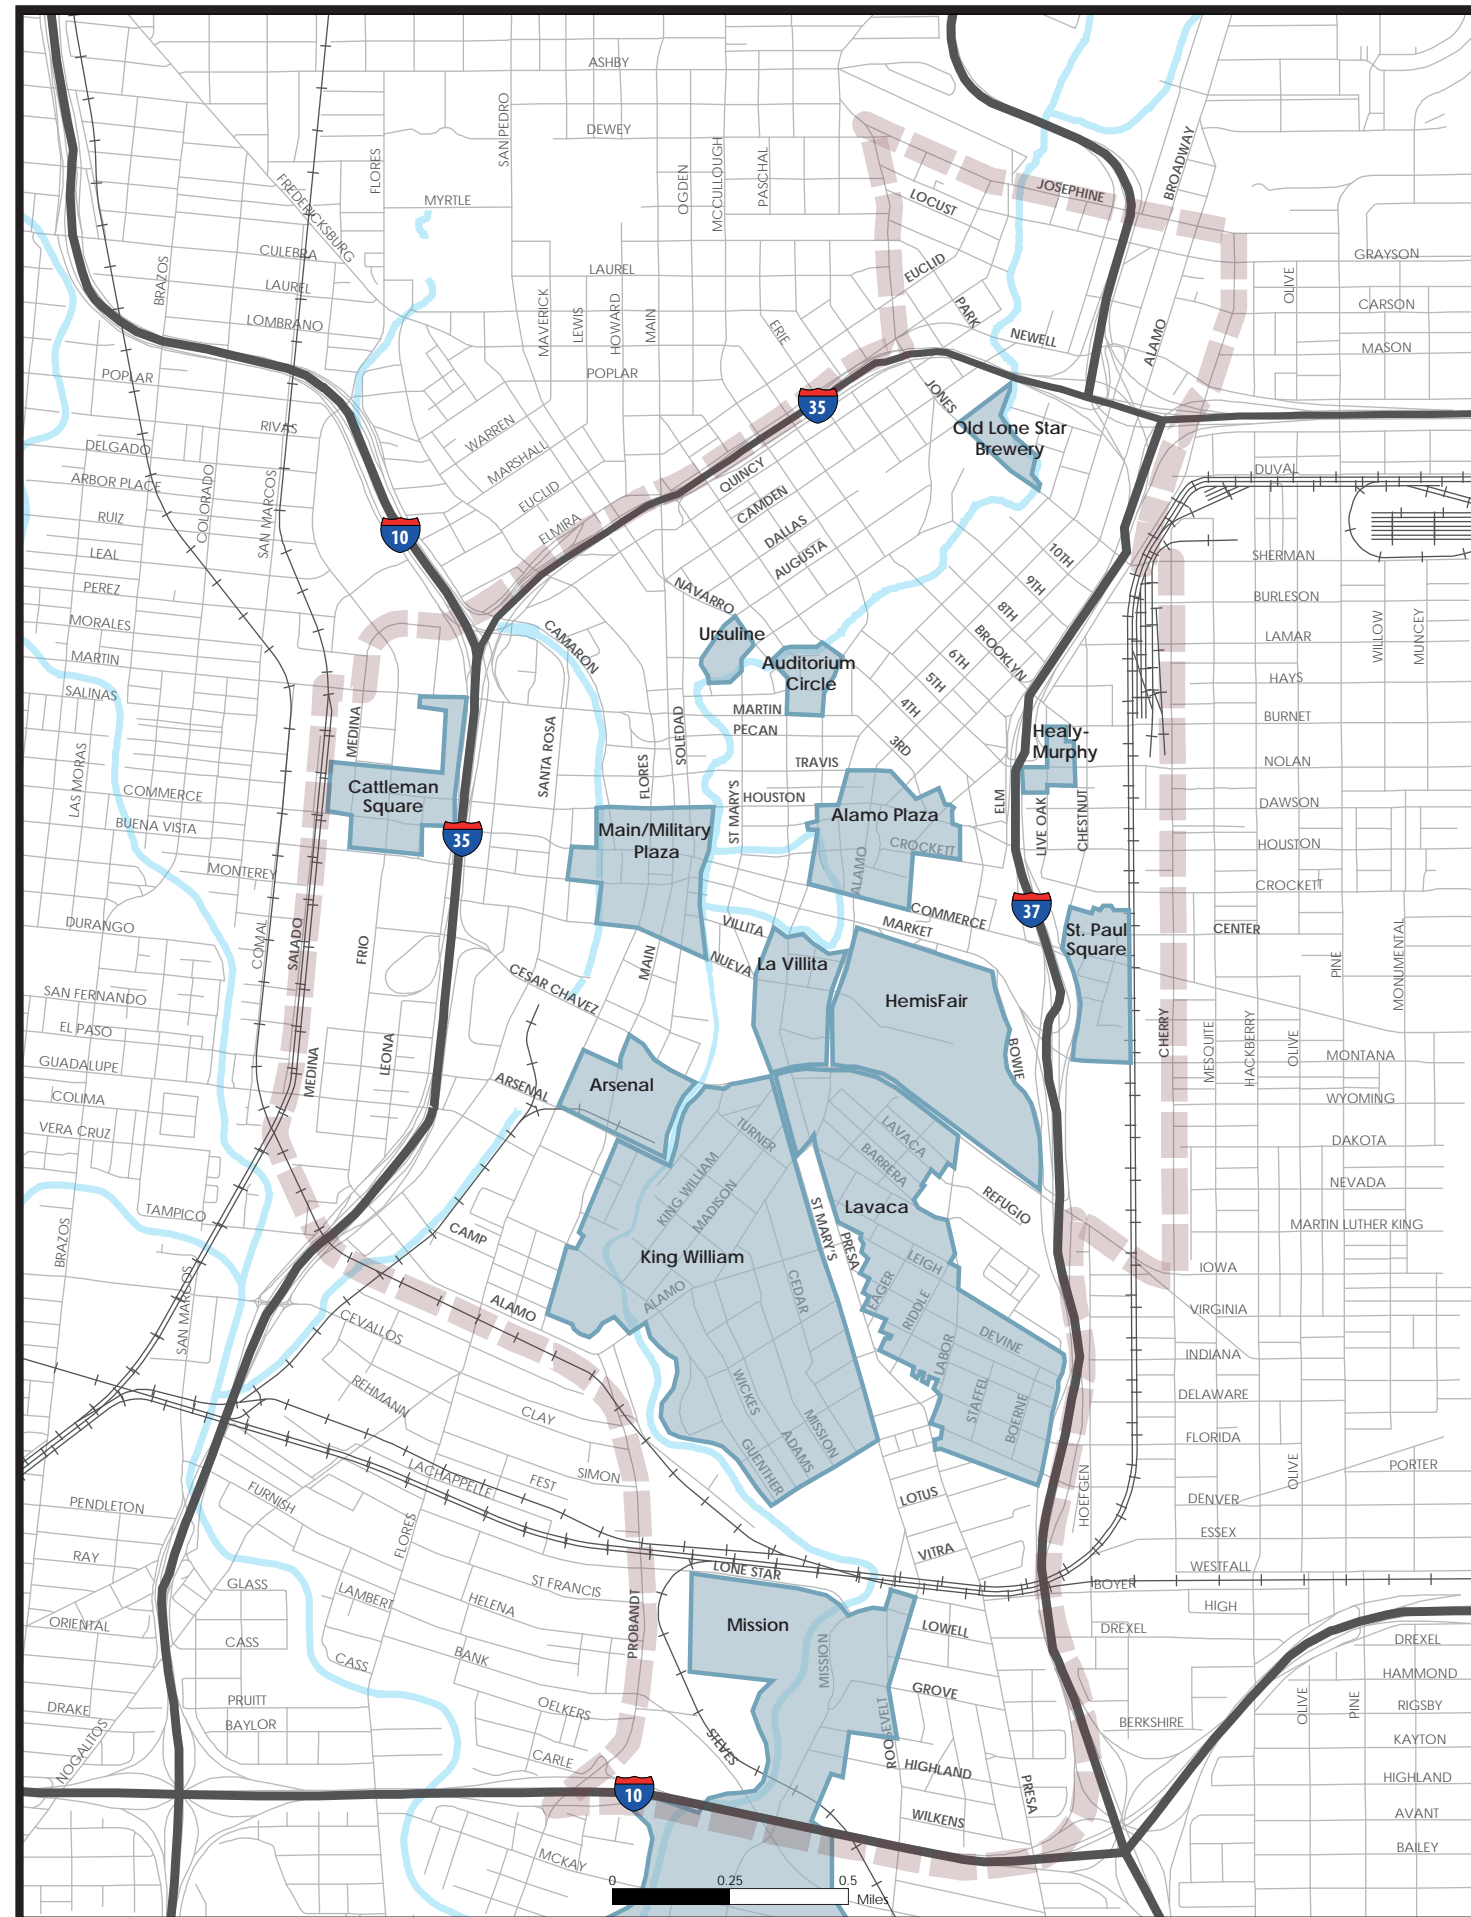 ASHBY
SAN PEDRO
DEWEY
BROADWAY
FLORES
FREDERICKSBURG
MYRTLE
OGDEN
MCCULLOUGH
PASCHAL
LOCUST
JOSEPHINE
CULEBRA
BRAZOS
LAUREL
LAUREL
EUCLID
GRAYSON
OLIVE
CARSON
LOMBRANO
MAVERICK
LEWIS
HOWARD
MAIN
ERIE
PARK
NEWELL
ALAMO
MASON
POPLAR
POPLAR
35
JONES
RIVAS
WARREN
Old Lone Star
Brewery
DELGADO
MARSHALL
QUINCY
DUVAL
ARBOR PLACE
COLORADO
SAN MARCOS
EUCLID
CAMDEN
RUIZ
ELMIRA
DALLAS
10
LEAL
AUGUSTA
10TH
SHERMAN
PEREZ
NAVARRO
9TH
BURLESON
8TH
MORALES
CAMARON
Ursuline
BROOKLYN
LAMAR
WILLOW
MUNCEY
MARTIN
Auditorium
Circle
6TH
5TH
HAYS
SALINAS
4TH
MARTIN
BURNET
MEDINA
SANTA ROSA
SOLEDAD
PECAN
3RD
Healy-
Murphy
LAS MORAS
TRAVIS
NOLAN
FLORES
ST MARY'S
HOUSTON
COMMERCE
Cattleman
Square
ELM
LIVE OAK
CHESTNUT
DAWSON
BUENA VISTA
35
Main/Military
Plaza
Alamo Plaza
CROCKETT
ALAMO
HOUSTON
MONTEREY
CROCKETT
37
COMMERCE
DURANGO
COMAL
SALADO
FRIO
VILLITA
MARKET
St. Paul
Square
CENTER
MONUMENTAL
PINE
NUEVA
La Villita
MAIN
CESAR CHAVEZ
SAN FERNANDO
HemisFair
EL PASO
CHERRY
MESQUITE
HACKBERRY
OLIVE
GUADALUPE
MEDINA
LEONA
ARSENAL
Arsenal
BOWIE
MONTANA
COLIMA
WYOMING
VERA CRUZ
TURNER
LAVACA
DAKOTA
BARRERA
KING WILLIAM
MADISON
NEVADA
TAMPICO
Lavaca
REFUGIO
BRAZOS
CAMP
ST MARY'S
PRESA
MARTIN LUTHER KING
King William
LEIGH
IOWA
SAN MARCOS
ALAMO
ALAMO
CEDAR
EAGER
RIDDLE
VIRGINIA
CEVALLOS
DEVINE
LABOR
INDIANA
REHMANN
WICKES
STAFFEL
DELAWARE
CLAY
MISSION
BOERNE
FLORIDA
ADAMS
GUENTHER
LACHAPPELLE
FEST
SIMON
OLIVE
PORTER
PENDLETON
FURNISH
LOTUS
HOEFGEN
DENVER
FLORES
ESSEX
RAY
VITRA
WESTFALL
LONE STAR
BOYER
GLASS
LAMBERT
ST FRANCIS
HIGH
ORIENTAL
HELENA
PROBANDT
Mission
LOWELL
DREXEL
DREXEL
CASS
CASS
BANK
MISSION
HAMMOND
DRAKE
PRUITT
OELKERS
GROVE
OLIVE
PINE
RIGSBY
BAYLOR
ROOSEVELT
BERKSHIRE
KAYTON
NOGALITOS
CARLE
STEVES
HIGHLAND
HIGHLAND
10
PRESA
WILKENS
AVANT
BAILEY
MCKAY
0 0.25 0.5
Miles